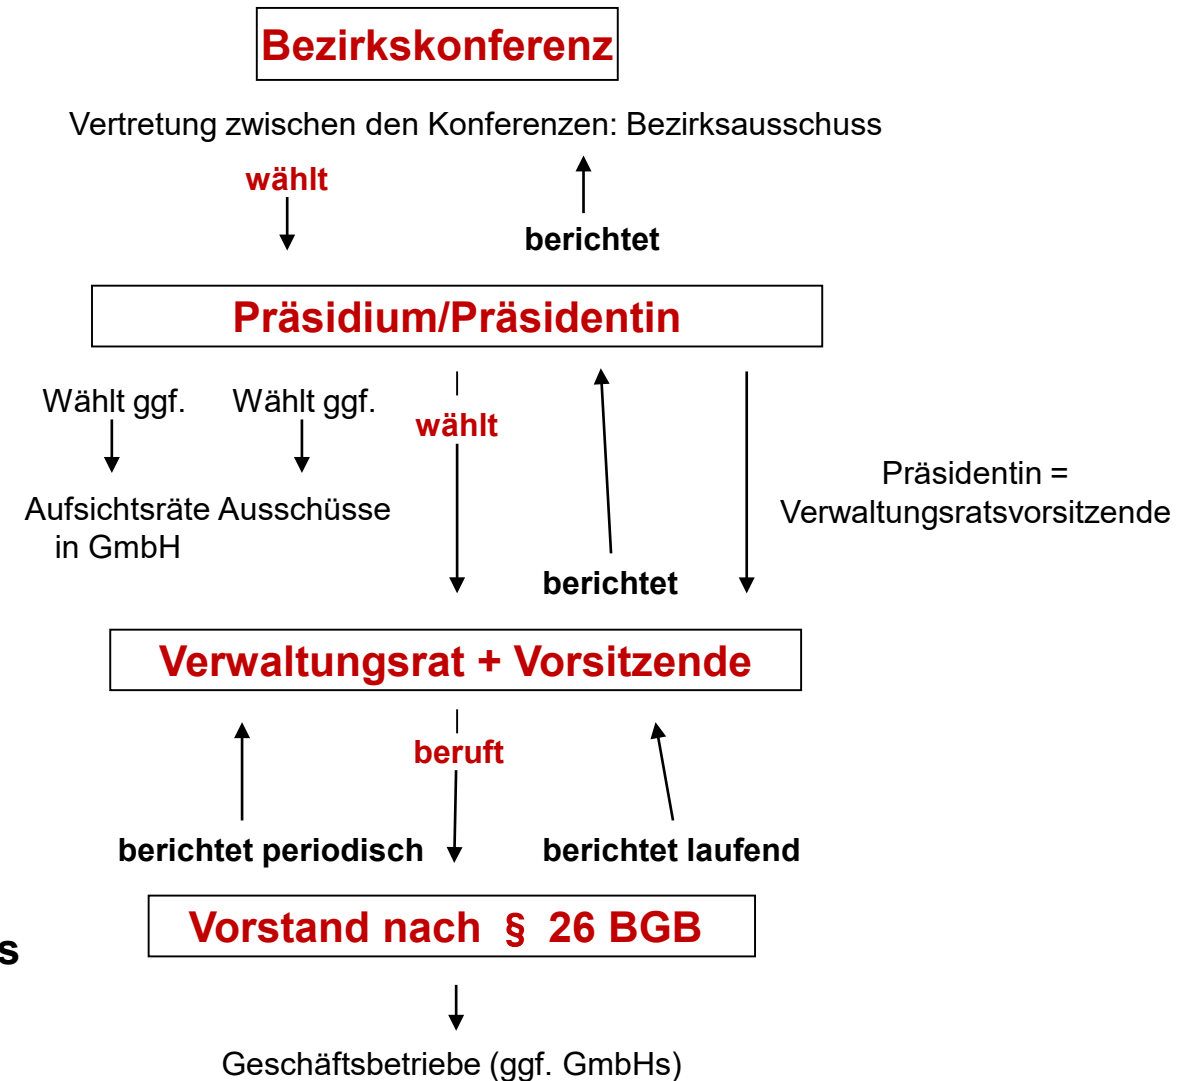 Bezirkskonferenz
Vertretung zwischen den Konferenzen: Bezirksausschuss
wählt
berichtet
Präsidium/Präsidentin
Wählt ggf.
Wählt ggf.
wählt
Präsidentin =
Verwaltungsratsvorsitzende
Aufsichtsräte
in GmbH
Ausschüsse
berichtet
Verwaltungsrat + Vorsitzende
beruft
berichtet periodisch
berichtet laufend
Vorstand nach § 26 BGB
s
Geschäftsbetriebe (ggf. GmbHs)